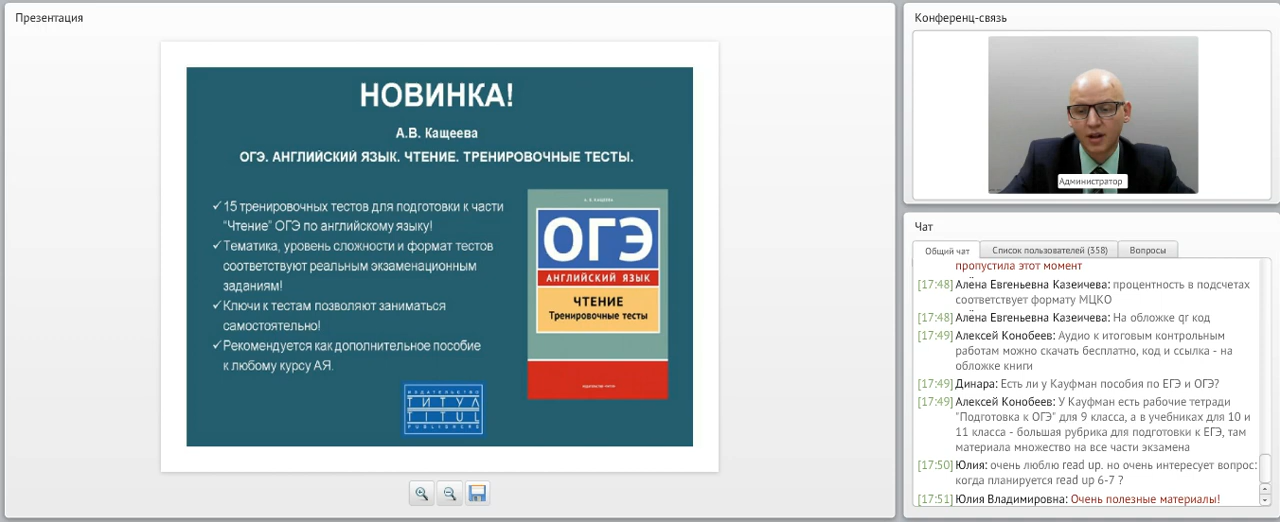 Презентация
НОВИНКА!
А.В. Кащеева
ОГЭ. АНГЛИЙСКИЙ ЯЗЫК. ЧТЕНИЕ. ТРЕНИРОВОЧНЫЕ ТЕСТЫ.
✓15 тренировочных тестов для подготовки к части
"Чтение" ОГЭ по английскому языку!
✓Тематика, уровень сложности и формат тестов
соответствуют реальным экзаменационным
заданиям!
✓Ключи к тестам позволяют заниматься
самостоятельно!
✓Рекомендуется как дополнительное пособие
к любому курсу АЯ.
А. В. КАЩЕЕВА
ОГЭ
АНГЛИЙСКИЙ ЯЗЫК
ЧТЕНИЕ
Тренировочные тесты
ИЗДАТЕЛЬСТВО
ТИТУЛ
TITUL
PUBLISHERS
Конференц-связь
Администратор
Чат
Общий чат
Список пользователей (358)
Вопросы
пропустила этот момент
[17:48] Алёна Евгеньевна Казеичева: процентность в подсчетах
соответствует формату МЦКО
[17:48] Алёна Евгеньевна Казеичева: На обложке qr код
[17:49] Алексей Конобеев: Аудио к итоговым контрольным
работам можно скачать бесплатно, код и ссылка - на
обложке книги
[17:49] Динара: Есть ли у Кауфман пособия по ЕГЭ и ОГЭ?
[17:49] Алексей Конобеев: У Кауфман есть рабочие тетради
"Подготовка к ОГЭ" для 9 класса, а в учебниках для 10 и
11 класса - большая рубрика для подготовки к ЕГЭ, там
материала множество на все части экзамена
[17:50] Юлия: очень люблю read up. но очень интересует вопрос:
когда планируется read up 6-7 ?
[17:51] Юлия Владимировна: Очень полезные материалы!